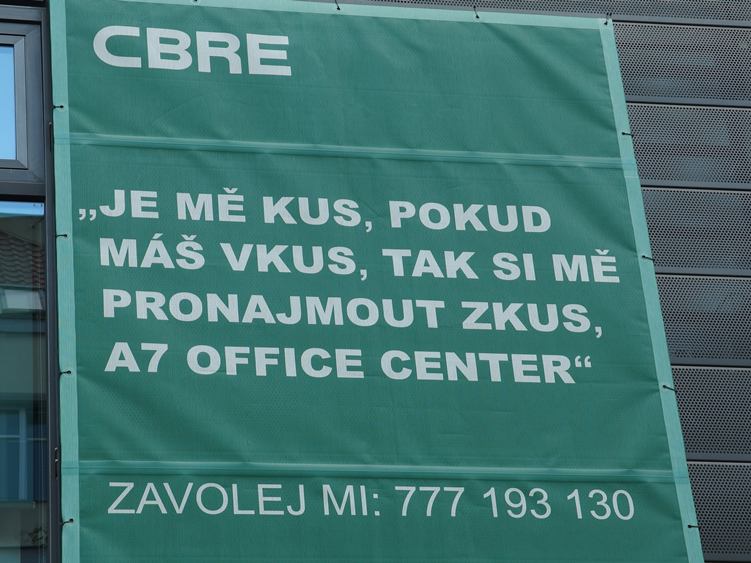 CBRE
„JE MĚ KUS, POKUD
MÁŠ VKUS, TAK SI MĚ
PRONAJMOUT ZKUS,
A7 OFFICE CENTER“
ZAVOLEJ MI: 777 193 130